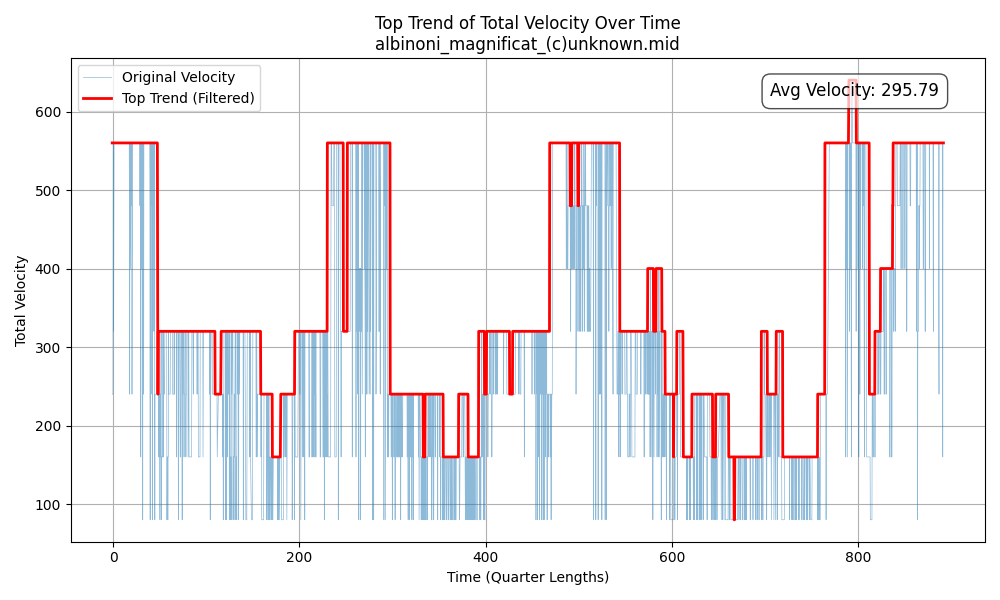 Top Trend of Total Velocity Over Time
albinoni_magnificat_(c)unknown.mid
Original Velocity
Top Trend (Filtered)
Avg Velocity: 295.79
Total Velocity
600
500
400
300
200
100
0
200
400
600
800
Time (Quarter Lengths)